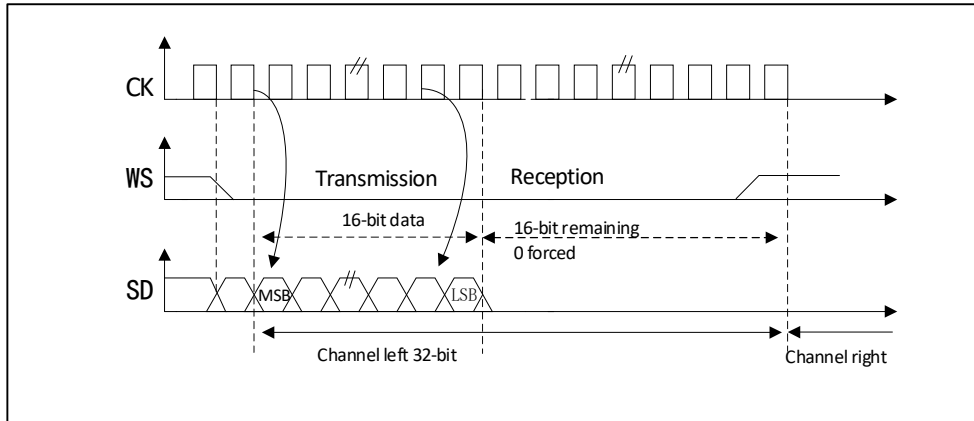 CK
WS
Transmission
Reception
16-bit data
16-bit remaining
0 forced
SD
MSB
LSB
Channel left 32-bit
Channel right